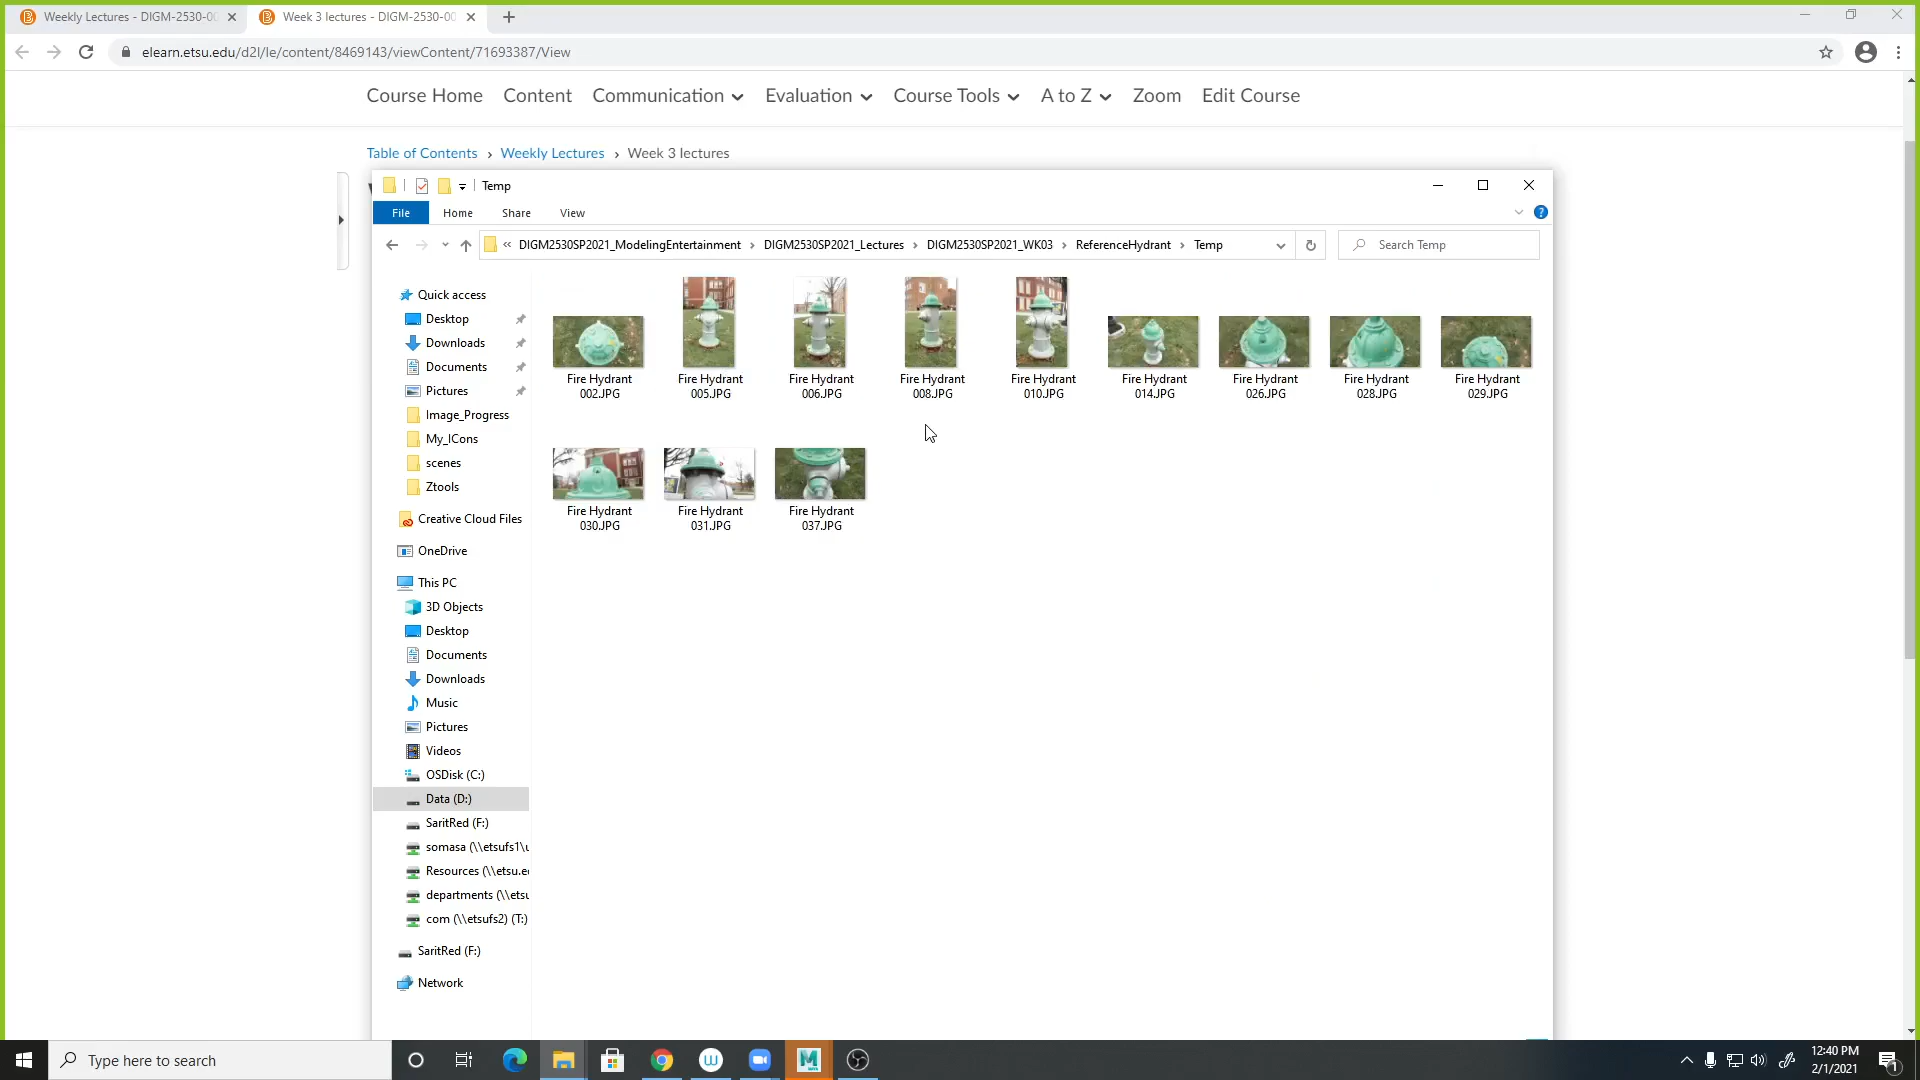 Weekly Lectures - DIGM-2530-00
Week 3 lectures - DIGM-2530-00
elearn.etsu.edu/d2l/le/content/8469143/viewContent/71693387/View
Course Home Content Communication Evaluation Course Tools A to Z Zoom Edit Course
Table of Contents › Weekly Lectures › Week 3 lectures
Temp
File Home Share View
« DIGM2530SP2021_ModelingEntertainment › DIGM2530SP2021_Lectures › DIGM2530SP2021_WK03 › ReferenceHydrant › Temp
Search Temp
Quick access
Desktop
Downloads
Documents
Pictures
Image_Progress
My_ICons
scenes
Ztools
Creative Cloud Files
OneDrive
This PC
3D Objects
Desktop
Documents
Downloads
Music
Pictures
Videos
OSDisk (C:)
Data (D:)
SaritRed (F:)
somasa (\\etsufs1\u
Resources (\\etsu.e
departments (\\etsu
com (\\etsufs2) (T:)
SaritRed (F:)
Network
Fire Hydrant
002.JPG
Fire Hydrant
005.JPG
Fire Hydrant
006.JPG
Fire Hydrant
008.JPG
Fire Hydrant
010.JPG
Fire Hydrant
014.JPG
Fire Hydrant
026.JPG
Fire Hydrant
028.JPG
Fire Hydrant
029.JPG
Fire Hydrant
030.JPG
Fire Hydrant
031.JPG
Fire Hydrant
037.JPG
Type here to search
12:40 PM
2/1/2021
1